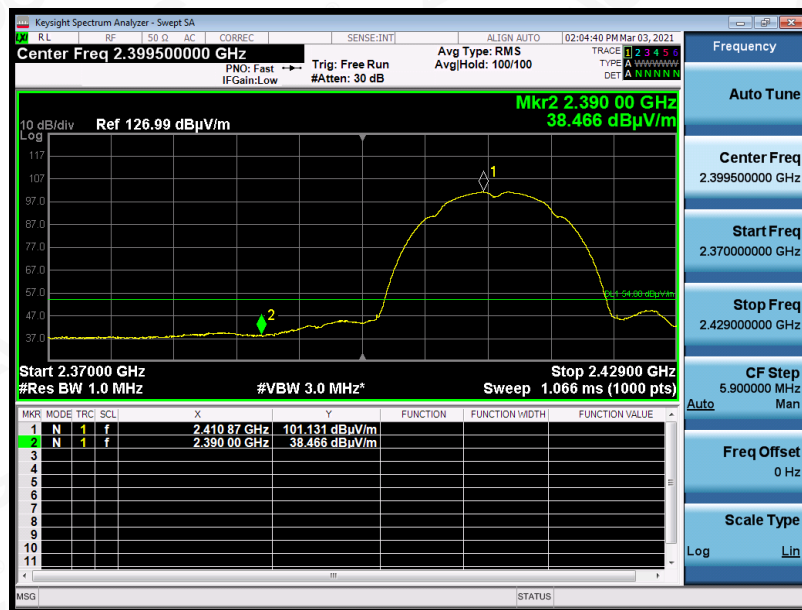 Keysight Spectrum Analyzer - Swept SA
LXI RL RF 50 Ω AC CORREC SENSE:INT ALIGN AUTO 02:04:40 PM Mar 03, 2021
Center Freq 2.399500000 GHz
PNO: Fast
IFGain:Low
Trig: Free Run
#Atten: 30 dB
Avg Type: RMS
Avg|Hold: 100/100
TRACE 1 2 3 4 5 6
TYPE A WWWWW
DET A N N N N N
Mkr2 2.390 00 GHz
38.466 dBµV/m
10 dB/div Ref 126.99 dBµV/m
Log
117
107
97.0
87.0
77.0
67.0
57.0
47.0
37.0
1
2
DL1 54.00 dBµV/m
Start 2.37000 GHz Stop 2.42900 GHz
#Res BW 1.0 MHz #VBW 3.0 MHz* Sweep 1.066 ms (1000 pts)
MKR MODE TRC SCL X Y FUNCTION FUNCTION WIDTH FUNCTION VALUE
1 N 1 f 2.410 87 GHz 101.131 dBµV/m
2 N 1 f 2.390 00 GHz 38.466 dBµV/m
3
4
5
6
7
8
9
10
11
MSG STATUS
Frequency
Auto Tune
Center Freq
2.399500000 GHz
Start Freq
2.370000000 GHz
Stop Freq
2.429000000 GHz
CF Step
5.900000 MHz
Auto Man
Freq Offset
0 Hz
Scale Type
Log Lin